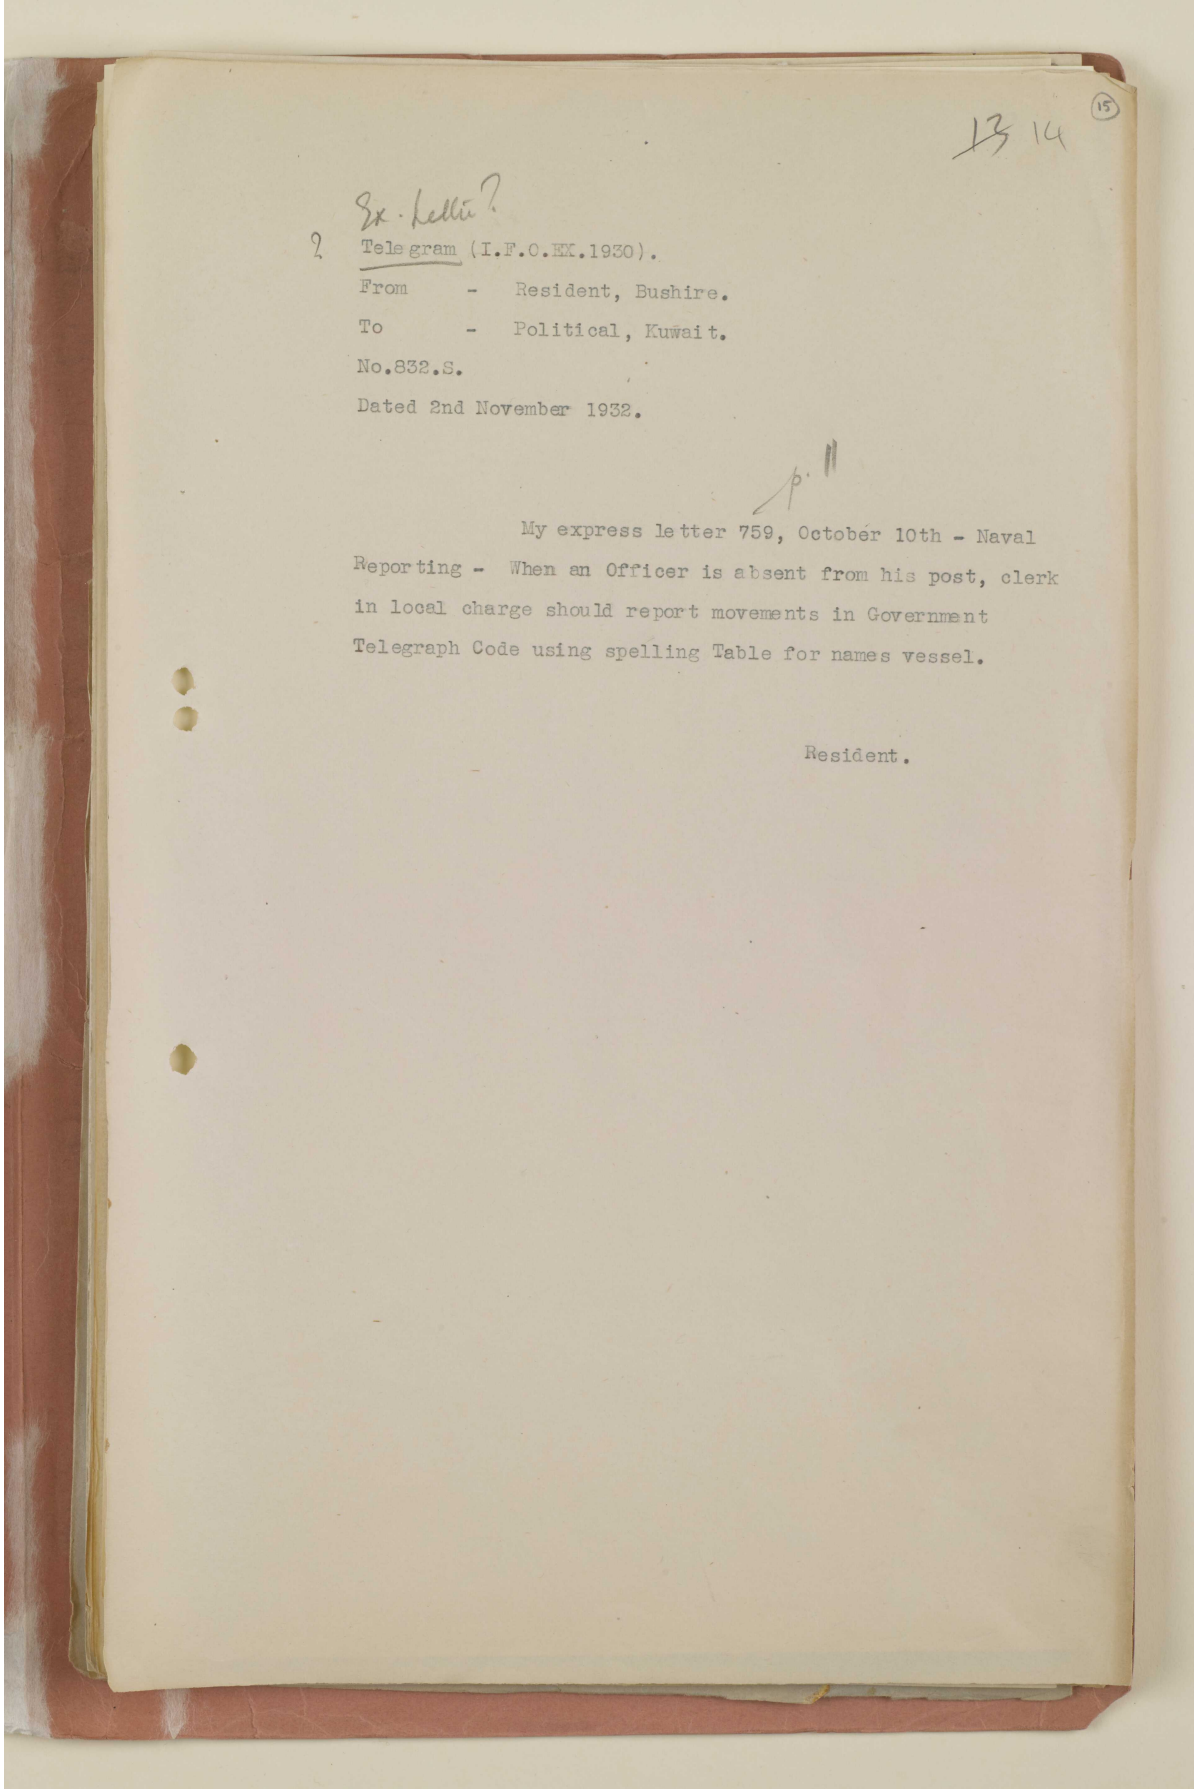 15
13 14
Ex. Letter?
? Telegram (I.F.O.EX.1930).
From - Resident, Bushire.
To - Political, Kuwait.
No.832.S.
Dated 2nd November 1932.
p. 11
My express letter 759, October 10th - Naval
Reporting - When an Officer is absent from his post, clerk
in local charge should report movements in Government
Telegraph Code using spelling Table for names vessel.
Resident.